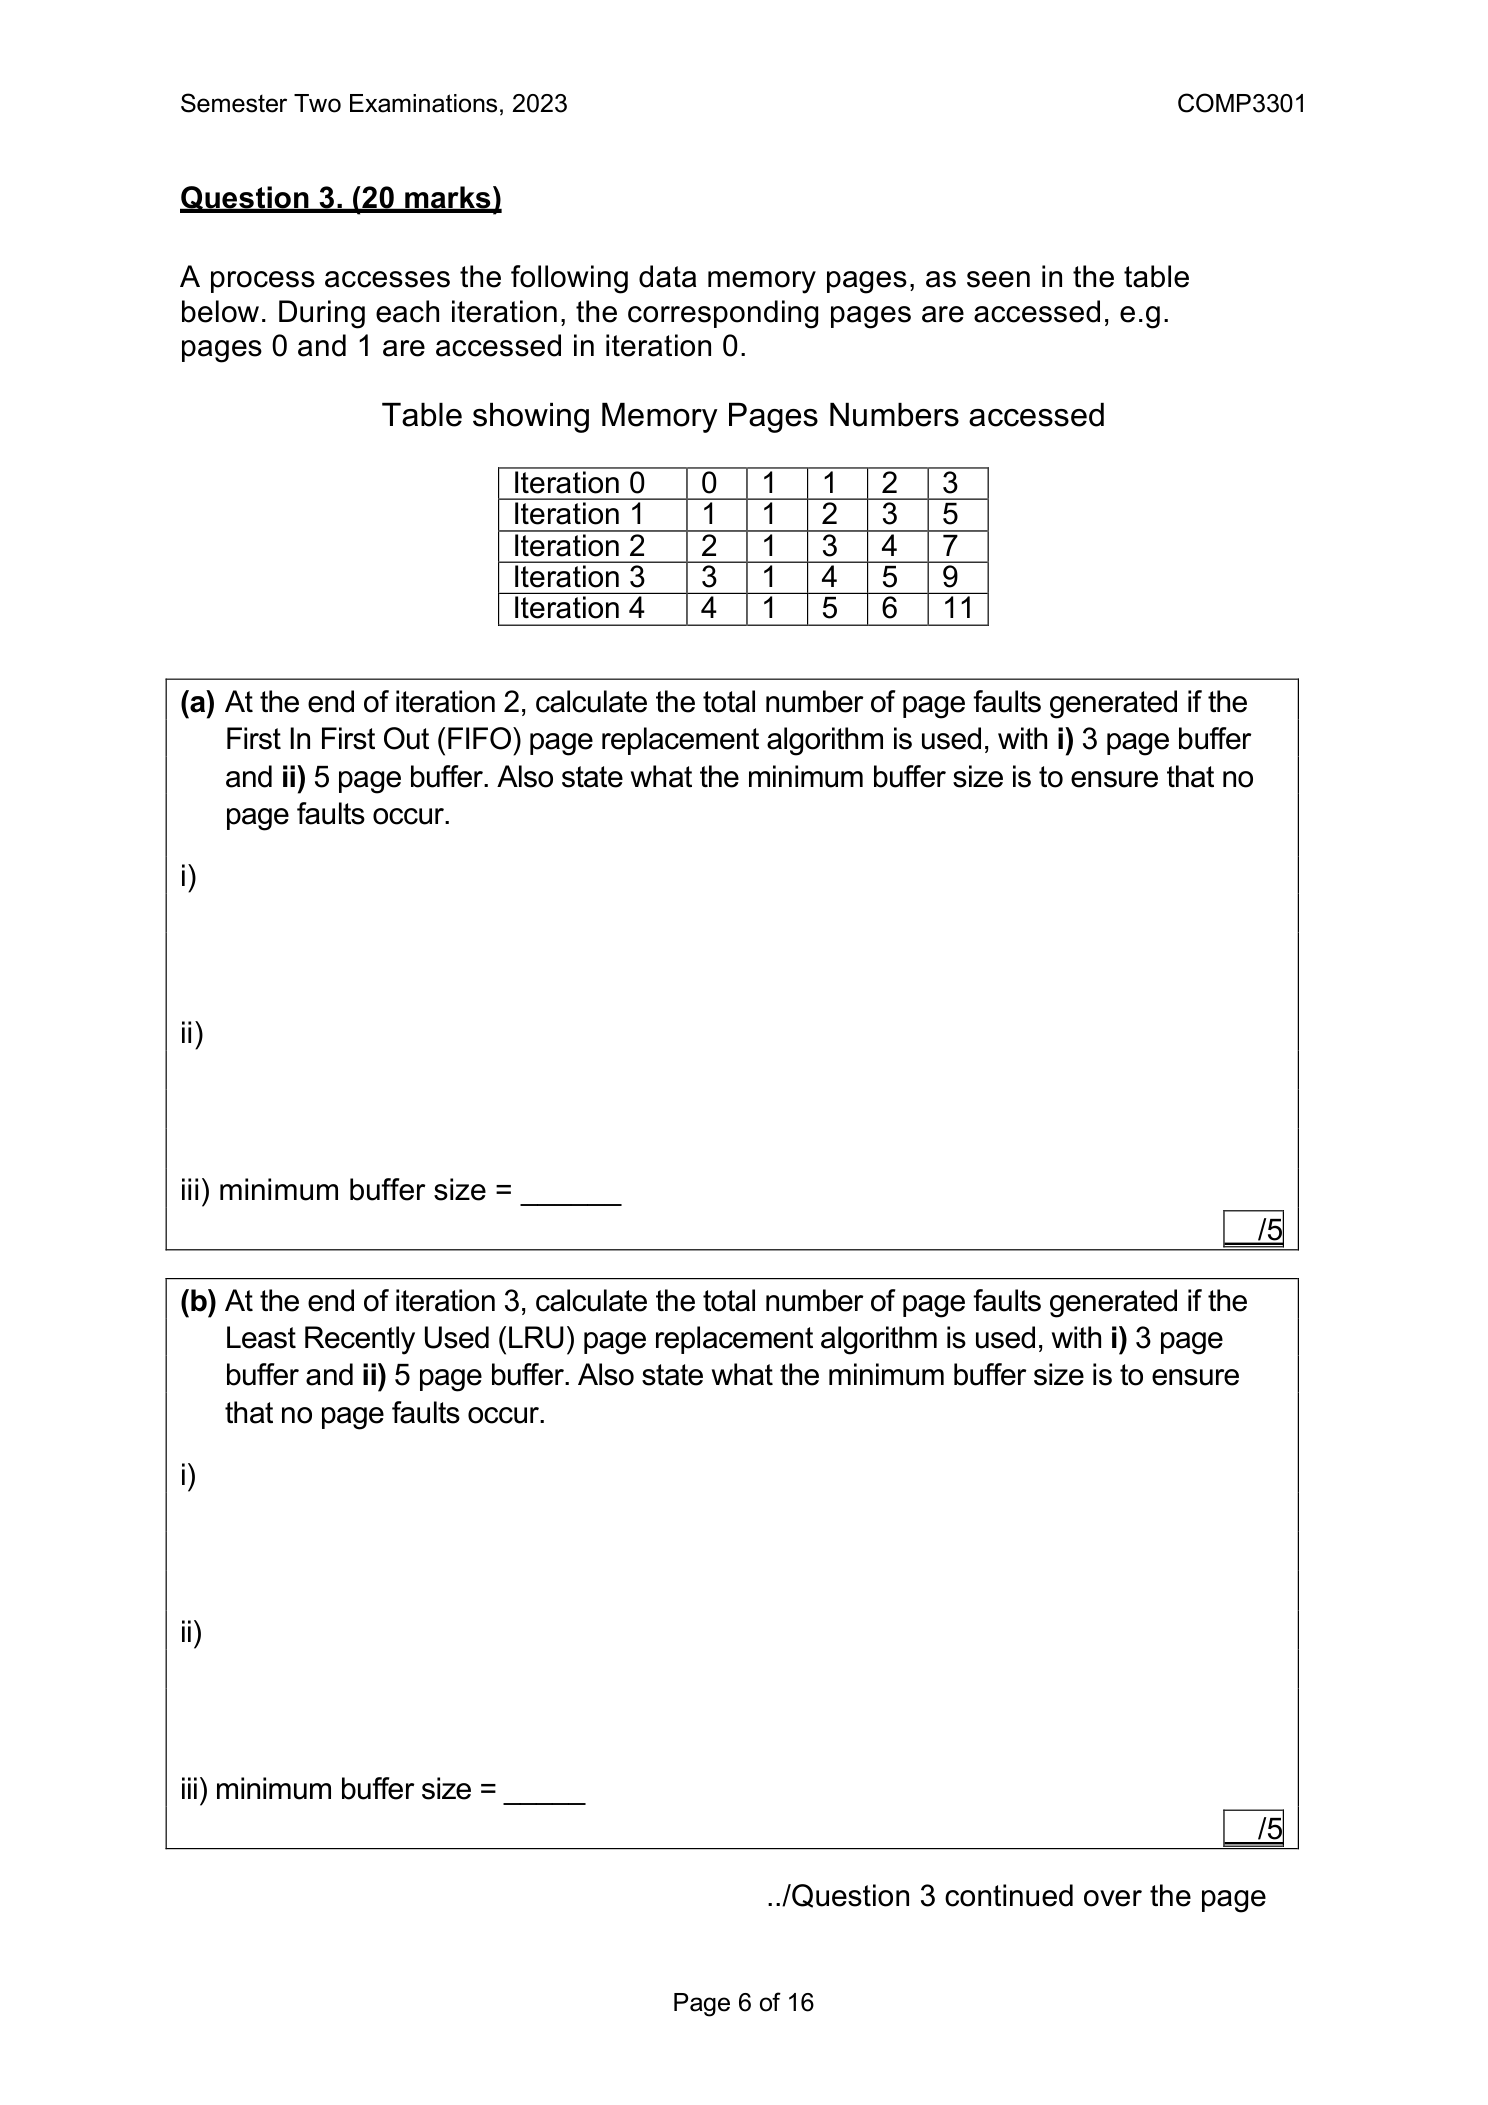 Semester Two Examinations, 2023 COMP3301
Question 3. (20 marks)
A process accesses the following data memory pages, as seen in the table
below. During each iteration, the corresponding pages are accessed, e.g.
pages 0 and 1 are accessed in iteration 0.
Table showing Memory Pages Numbers accessed
Iteration 0 0 1 1 2 3
Iteration 1 1 1 2 3 5
Iteration 2 2 1 3 4 7
Iteration 3 3 1 4 5 9
Iteration 4 4 1 5 6 11
(a) At the end of iteration 2, calculate the total number of page faults generated if the
First In First Out (FIFO) page replacement algorithm is used, with i) 3 page buffer
and ii) 5 page buffer. Also state what the minimum buffer size is to ensure that no
page faults occur.
i)
ii)
iii) minimum buffer size = ______
/5
(b) At the end of iteration 3, calculate the total number of page faults generated if the
Least Recently Used (LRU) page replacement algorithm is used, with i) 3 page
buffer and ii) 5 page buffer. Also state what the minimum buffer size is to ensure
that no page faults occur.
i)
ii)
iii) minimum buffer size = _____
/5
../Question 3 continued over the page
Page 6 of 16